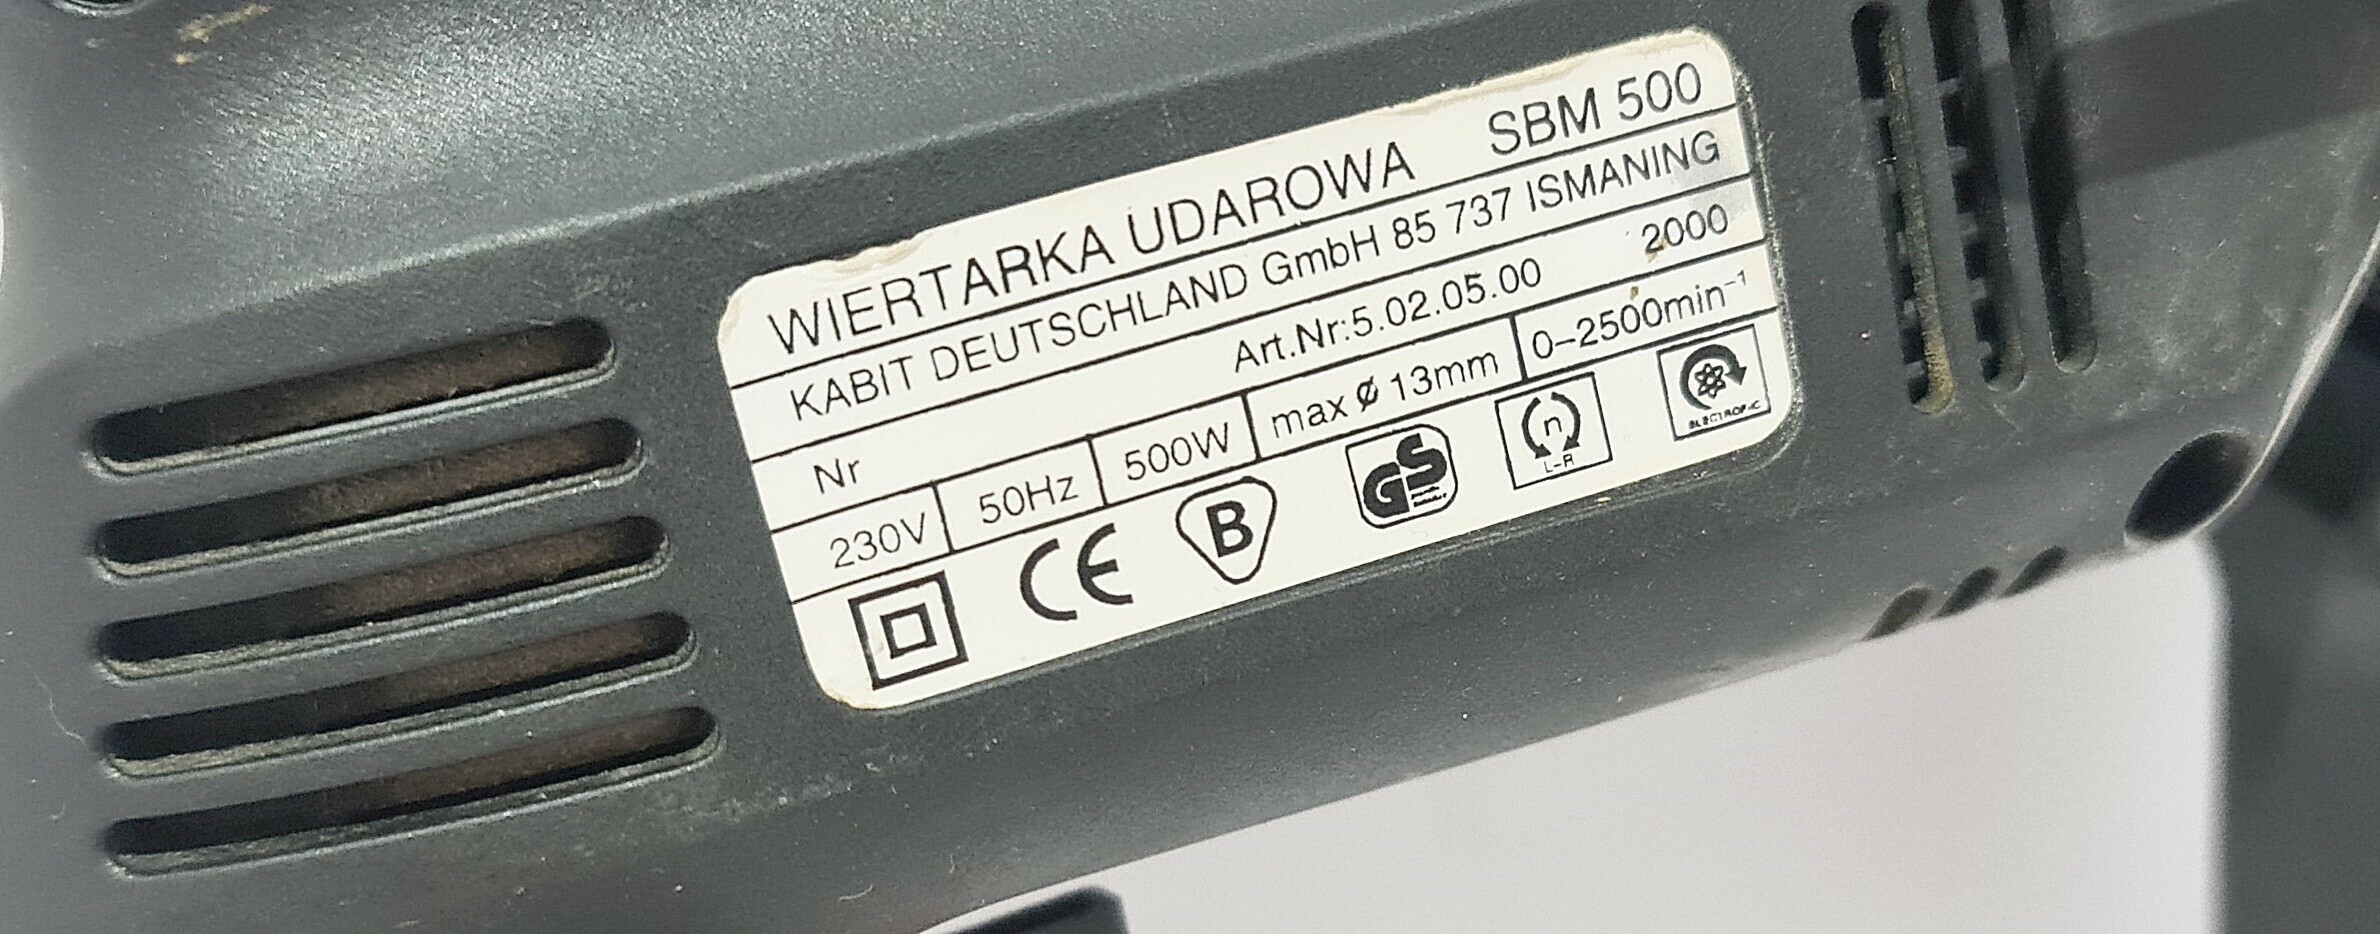 WIERTARKA UDAROWA SBM 500
KABIT DEUTSCHLAND GmbH 85 737 ISMANING
Nr Art.Nr:5.02.05.00 2000
230V 50Hz 500W max ø 13mm 0-2500min⁻¹
CE B GS n
L-R
ELECTRONIC